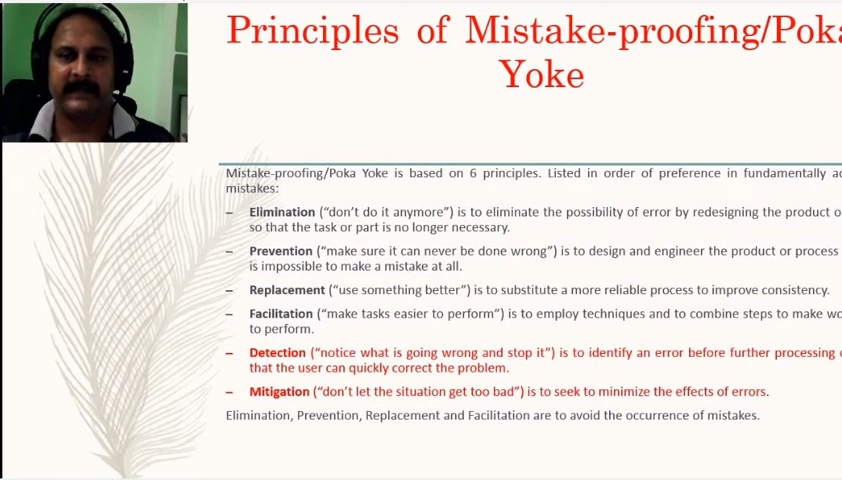 Principles of Mistake-proofing/Poka
Yoke
Mistake-proofing/Poka Yoke is based on 6 principles. Listed in order of preference in fundamentally
mistakes:
– Elimination (“don’t do it anymore”) is to eliminate the possibility of error by redesigning the product
so that the task or part is no longer necessary.
– Prevention (“make sure it can never be done wrong”) is to design and engineer the product or process
is impossible to make a mistake at all.
– Replacement (“use something better”) is to substitute a more reliable process to improve consistency.
– Facilitation (“make tasks easier to perform”) is to employ techniques and to combine steps to make
to perform.
– Detection (“notice what is going wrong and stop it”) is to identify an error before further processing
that the user can quickly correct the problem.
– Mitigation (“don’t let the situation get too bad”) is to seek to minimize the effects of errors.
Elimination, Prevention, Replacement and Facilitation are to avoid the occurrence of mistakes.